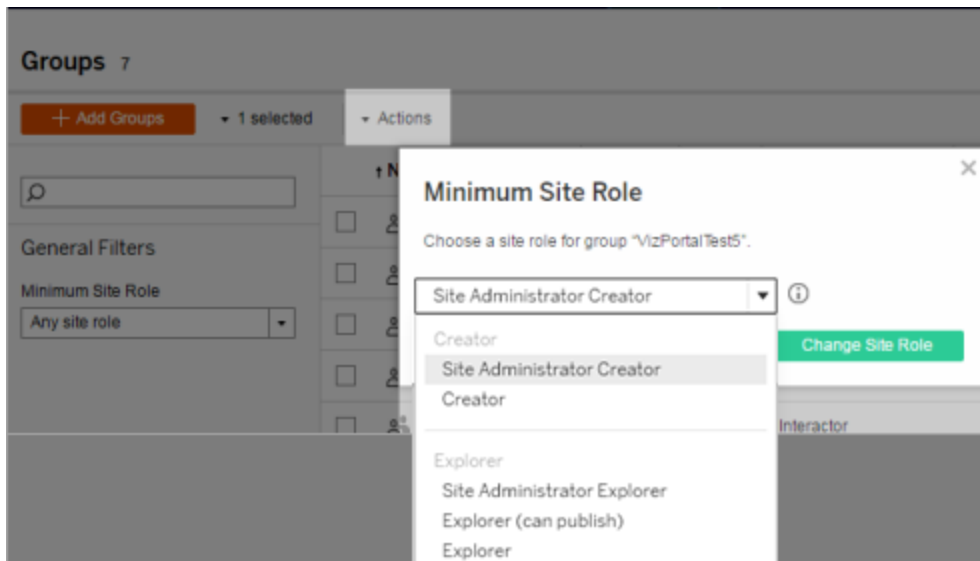 Groups 7
+ Add Groups
1 selected
Actions
↑ N
General Filters
Minimum Site Role
Any site role
Minimum Site Role
Choose a site role for group "VizPortalTest5".
Site Administrator Creator
Change Site Role
Creator
Site Administrator Creator
Creator
Interactor
Explorer
Site Administrator Explorer
Explorer (can publish)
Explorer